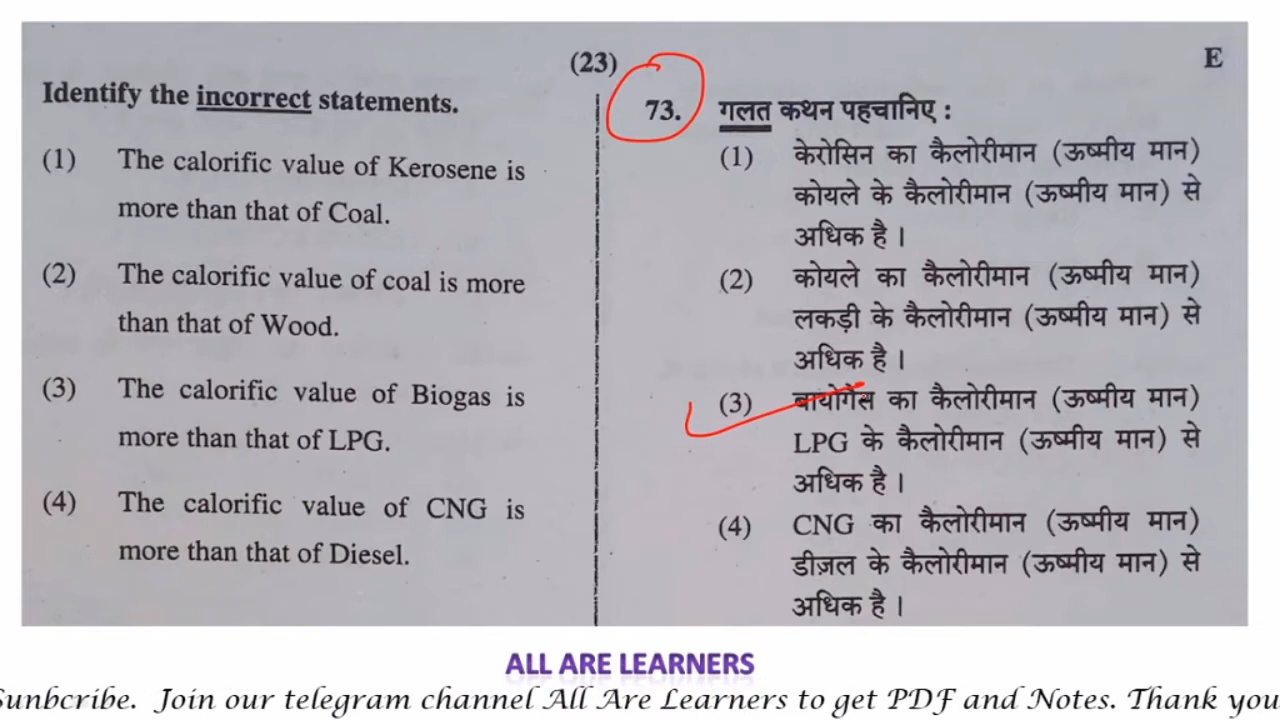 (23)
E
Identify the incorrect statements.
(1) The calorific value of Kerosene is
more than that of Coal.
(2) The calorific value of coal is more
than that of Wood.
(3) The calorific value of Biogas is
more than that of LPG.
(4) The calorific value of CNG is
more than that of Diesel.
73. गलत कथन पहचानिए :
(1) केरोसिन का कैलोरीमान (ऊष्मीय मान)
कोयले के कैलोरीमान (ऊष्मीय मान) से
अधिक है ।
(2) कोयले का कैलोरीमान (ऊष्मीय मान)
लकड़ी के कैलोरीमान (ऊष्मीय मान) से
अधिक है ।
(3) बायोगैस का कैलोरीमान (ऊष्मीय मान)
LPG के कैलोरीमान (ऊष्मीय मान) से
अधिक है ।
(4) CNG का कैलोरीमान (ऊष्मीय मान)
डीज़ल के कैलोरीमान (ऊष्मीय मान) से
अधिक है ।
ALL ARE LEARNERS
Sunbcribe. Join our telegram channel All Are Learners to get PDF and Notes. Thank you